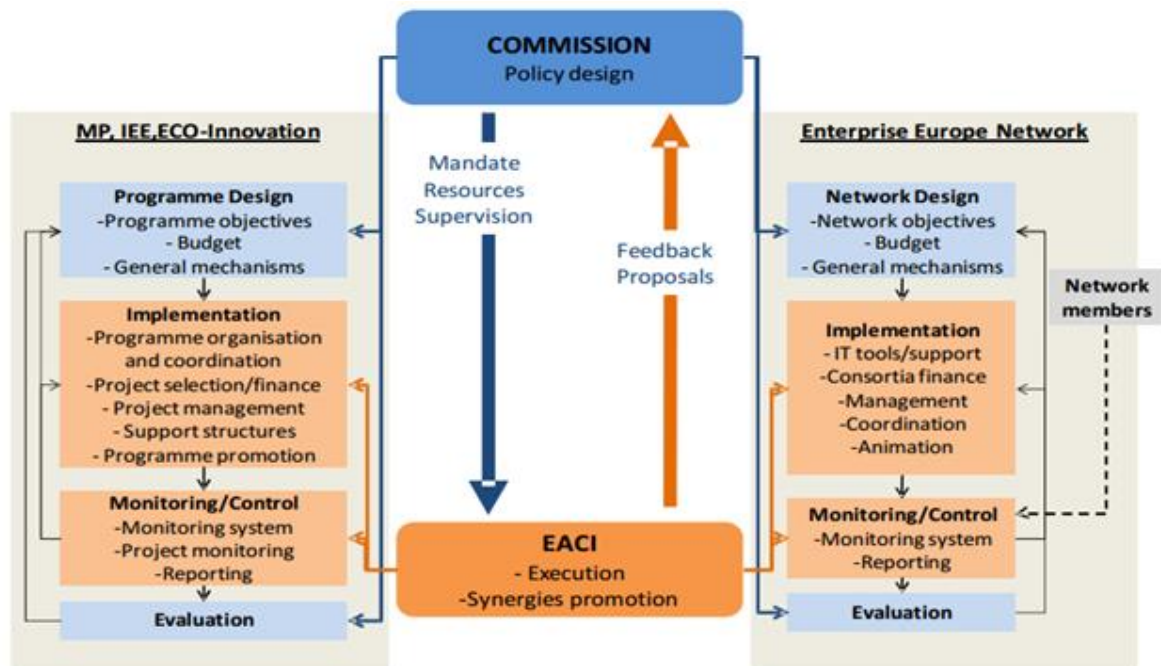 COMMISSION
Policy design
MP, IEE,ECO-Innovation
Programme Design
-Programme objectives
- Budget
- General mechanisms
Implementation
-Programme organisation
and coordination
-Project selection/finance
- Project management
- Support structures
- Programme promotion
Monitoring/Control
-Monitoring system
-Project monitoring
-Reporting
Evaluation
Mandate
Resources
Supervision
Feedback
Proposals
EACI
- Execution
-Synergies promotion
Enterprise Europe Network
Network Design
-Network objectives
- Budget
- General mechanisms
Implementation
- IT tools/support
- Consortia finance
-Management
-Coordination
-Animation
Monitoring/Control
-Monitoring system
- Reporting
Evaluation
Network
members